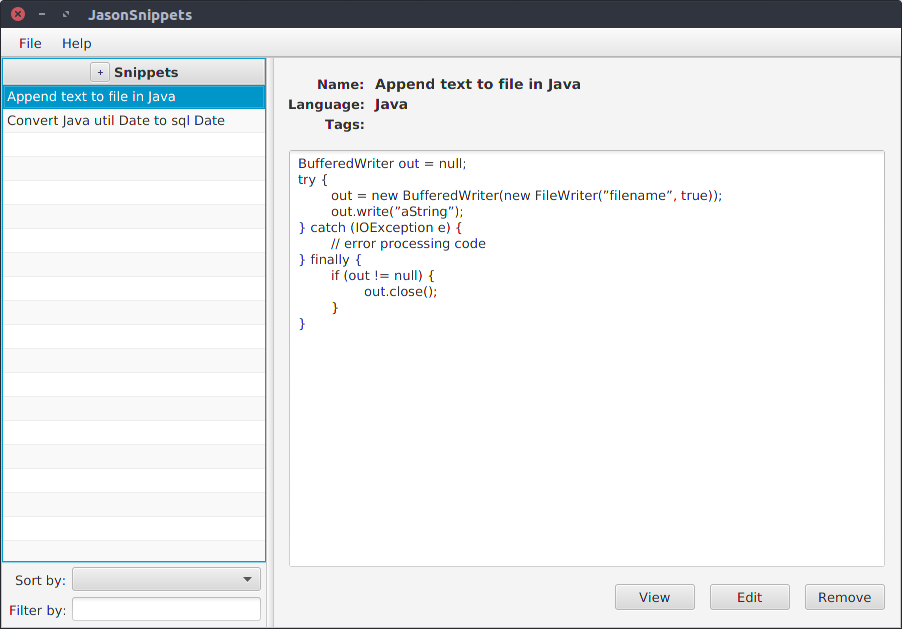 JasonSnippets
File Help
+ Snippets
Append text to file in Java
Convert Java util Date to sql Date
Sort by:
Filter by:
Name: Append text to file in Java
Language: Java
Tags:
BufferedWriter out = null;
try {
out = new BufferedWriter(new FileWriter(”filename”, true));
out.write(”aString”);
} catch (IOException e) {
// error processing code
} finally {
if (out != null) {
out.close();
}
}
View Edit Remove